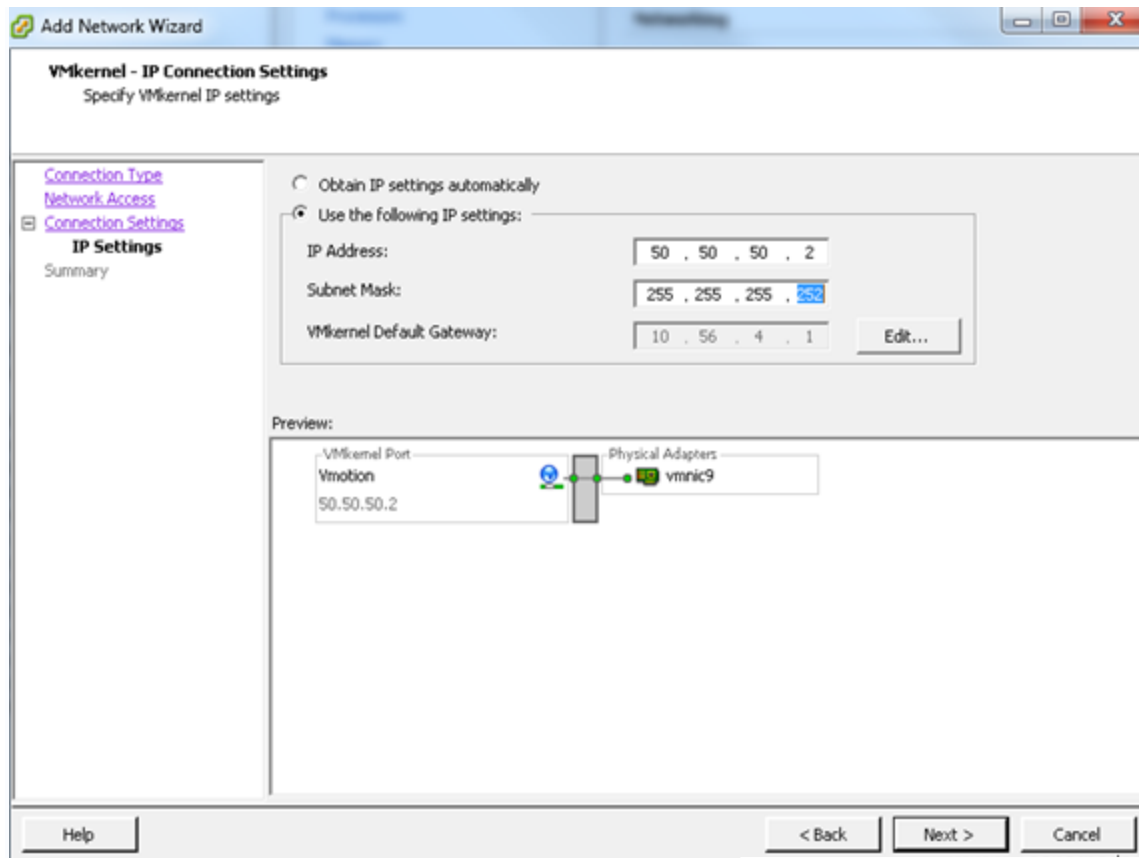 Add Network Wizard
Networking
VMkernel - IP Connection Settings
Specify VMkernel IP settings
Connection Type
Network Access
Connection Settings
IP Settings
Summary
Obtain IP settings automatically
Use the following IP settings:
IP Address: 50 . 50 . 50 . 2
Subnet Mask: 255 . 255 . 255 . 252
VMkernel Default Gateway: 10 . 56 . 4 . 1 Edit...
Preview:
VMkernel Port
Vmotion
50.50.50.2
Physical Adapters
vmnic9
Help
< Back
Next >
Cancel